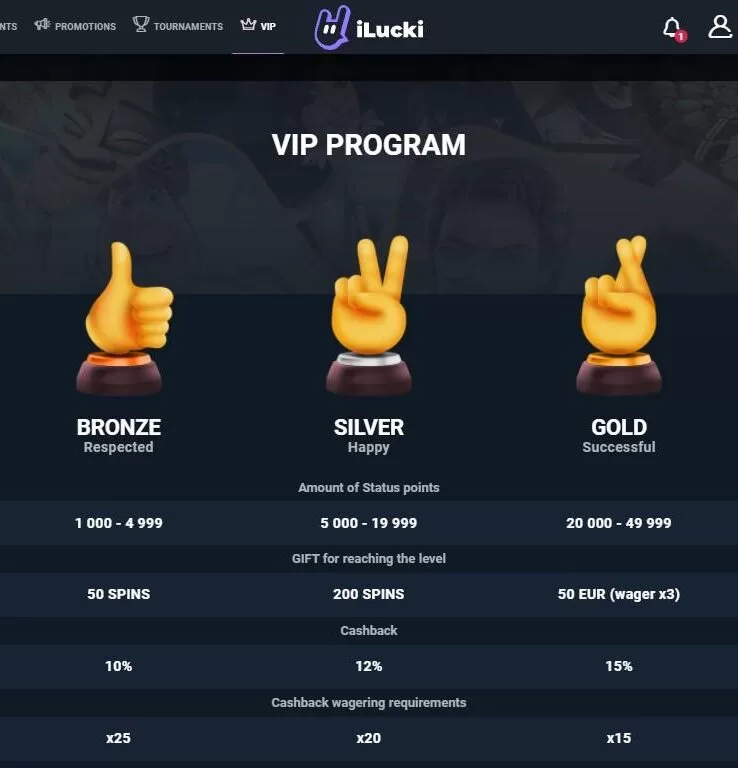 NTS PROMOTIONS TOURNAMENTS VIP iLucki 1
VIP PROGRAM
BRONZE SILVER GOLD
Respected Happy Successful
Amount of Status points
1 000 - 4 999 5 000 - 19 999 20 000 - 49 999
GIFT for reaching the level
50 SPINS 200 SPINS 50 EUR (wager x3)
Cashback
10% 12% 15%
Cashback wagering requirements
x25 x20 x15